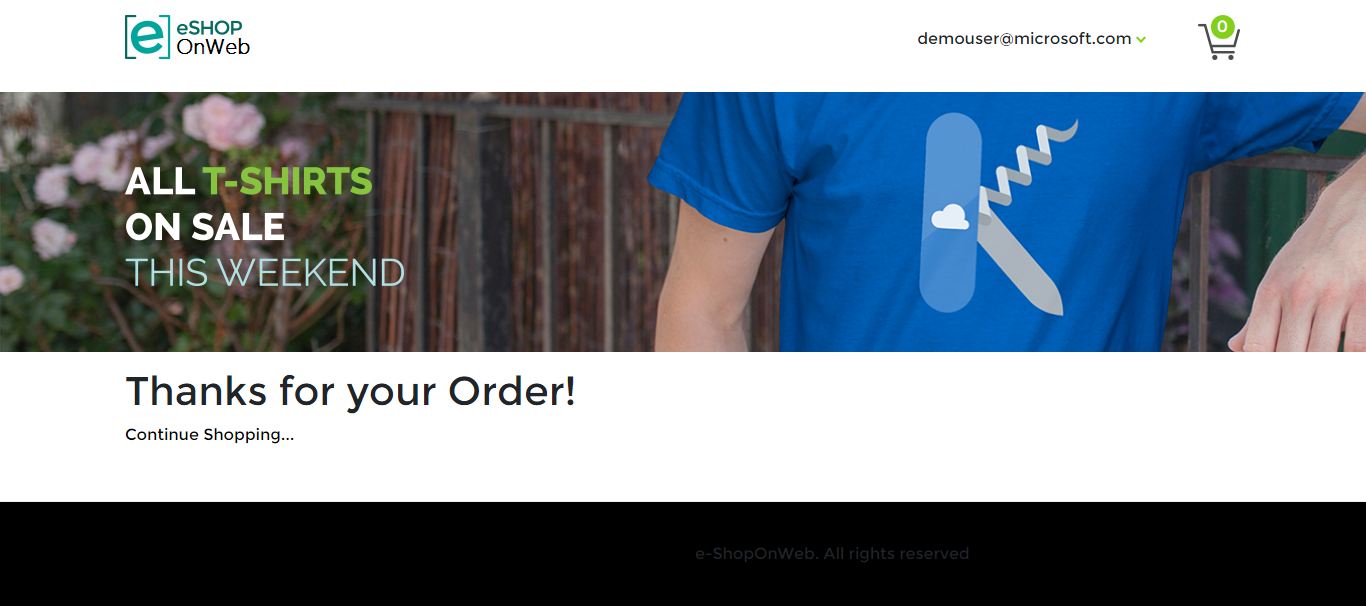 e eSHOP
OnWeb
demouser@microsoft.com
0
ALL T-SHIRTS
ON SALE
THIS WEEKEND
Thanks for your Order!
Continue Shopping...
e-ShopOnWeb. All rights reserved